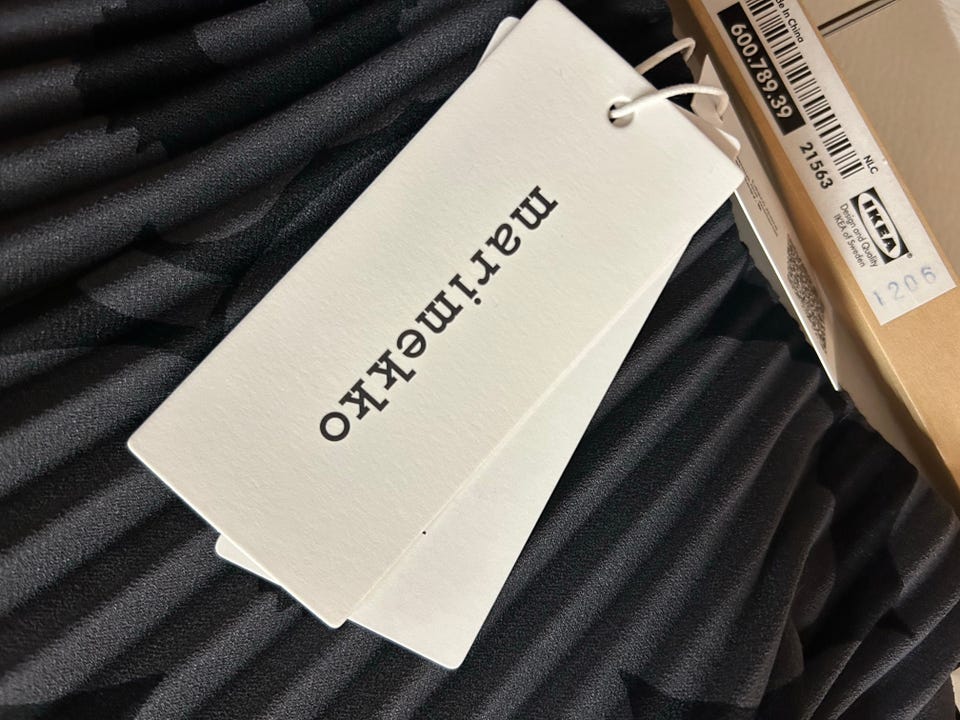 marimekko
de In China
600.789.39
21563
NLC
IKEA
®
Design and Quality
IKEA of Sweden
1206